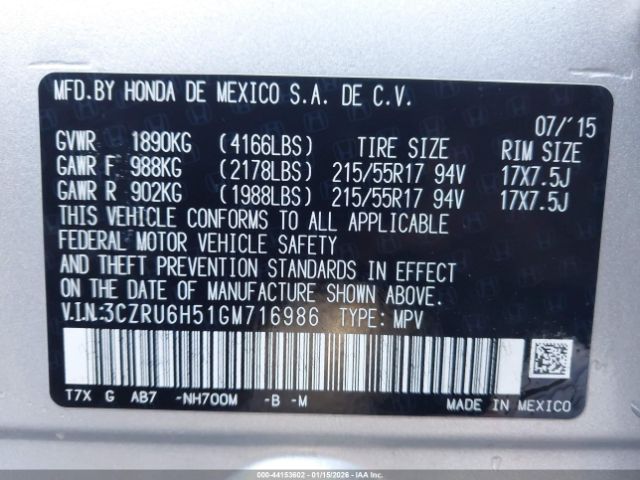 MFD.BY HONDA DE MEXICO S.A. DE C.V.
07/'15
GVWR 1890KG (4166LBS) TIRE SIZE RIM SIZE
GAWR F 988KG (2178LBS) 215/55R17 94V 17X7.5J
GAWR R 902KG (1988LBS) 215/55R17 94V 17X7.5J
THIS VEHICLE CONFORMS TO ALL APPLICABLE
FEDERAL MOTOR VEHICLE SAFETY
AND THEFT PREVENTION STANDARDS IN EFFECT
ON THE DATE OF MANUFACTURE SHOWN ABOVE.
V.I.N.:3CZRU6H51GM716986 TYPE: MPV
T7X G AB7 -NH700M -B -M
MADE IN MEXICO
000-44153602 - 01/15/2026 - IAA Inc.